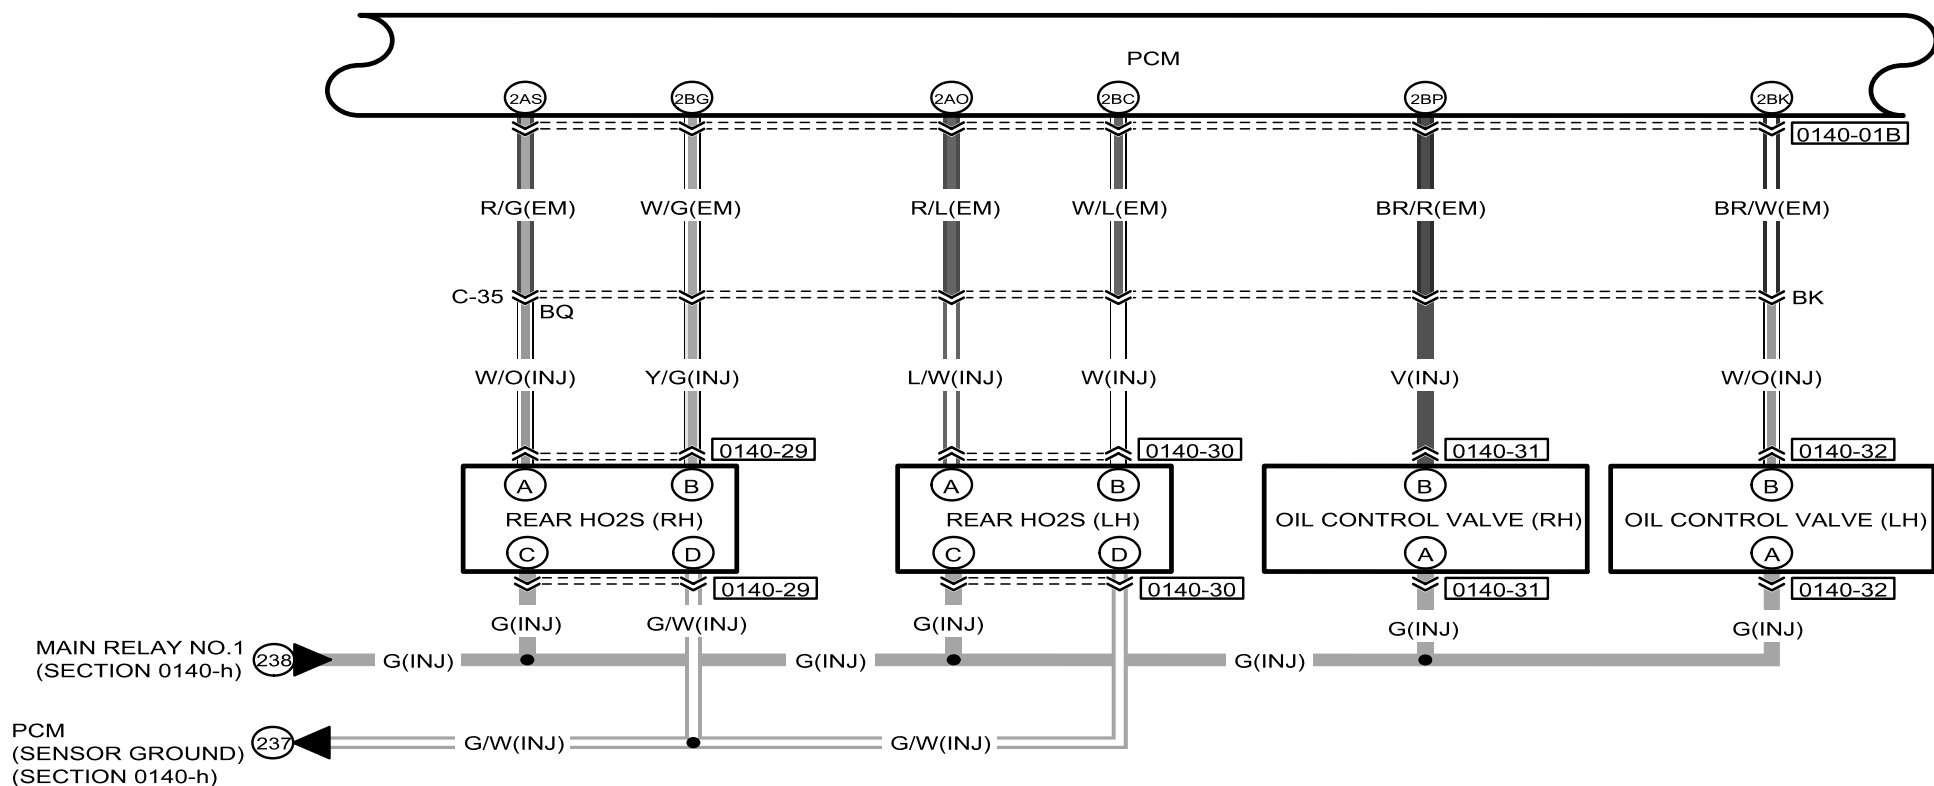 PCM
2AS 2BG 2AO 2BC 2BP 2BK
0140-01B
R/G(EM) W/G(EM) R/L(EM) W/L(EM) BR/R(EM) BR/W(EM)
C-35 BK
BQ
W/O(INJ) Y/G(INJ) L/W(INJ) W(INJ) V(INJ) W/O(INJ)
0140-29 0140-30 0140-31 0140-32
A B A B B B
REAR HO2S (RH) REAR HO2S (LH) OIL CONTROL VALVE (RH) OIL CONTROL VALVE (LH)
C D C D A A
0140-29 0140-30 0140-31 0140-32
G(INJ) G/W(INJ) G(INJ) G(INJ) G(INJ)
MAIN RELAY NO.1
(SECTION 0140-h)
238 G(INJ) G(INJ) G(INJ)
PCM
(SENSOR GROUND)
(SECTION 0140-h)
237 G/W(INJ) G/W(INJ)